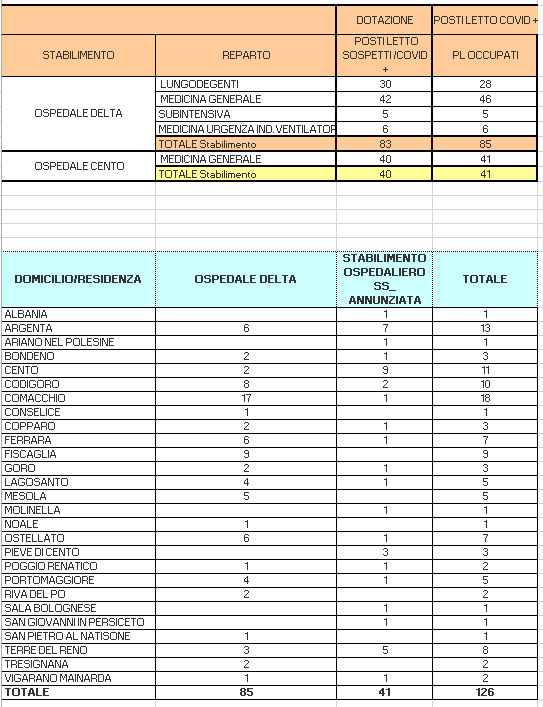 DOTAZIONE POSTI LETTO COVID +
STABILIMENTO REPARTO POSTI LETTO SOSPETTI/COVID + PL OCCUPATI
OSPEDALE DELTA
LUNGODEGENTI 30 28
MEDICINA GENERALE 42 46
SUBINTENSIVA 5 5
MEDICINA URGENZA IND.VENTILATOR 6 6
TOTALE Stabilimento 83 85
OSPEDALE CENTO
MEDICINA GENERALE 40 41
TOTALE Stabilimento 40 41
DOMICILIO/RESIDENZA OSPEDALE DELTA STABILIMENTO OSPEDALIERO SS_ ANNUNZIATA TOTALE
ALBANIA 1 1
ARGENTA 6 7 13
ARIANO NEL POLESINE 1 1
BONDENO 2 1 3
CENTO 2 9 11
CODIGORO 8 2 10
COMACCHIO 17 1 18
CONSELICE 1 1
COPPARO 2 1 3
FERRARA 6 1 7
FISCAGLIA 9 9
GORO 2 1 3
LAGOSANTO 4 1 5
MESOLA 5 5
MOLINELLA 1 1
NOALE 1 1
OSTELLATO 6 1 7
PIEVE DI CENTO 3 3
POGGIO RENATICO 1 1 2
PORTOMAGGIORE 4 1 5
RIVA DEL PO 2 2
SALA BOLOGNESE 1 1
SAN GIOVANNI IN PERSICETO 1 1
SAN PIETRO AL NATISONE 1 1
TERRE DEL RENO 3 5 8
TRESIGNANA 2 2
VIGARANO MAINARDA 1 1 2
TOTALE 85 41 126